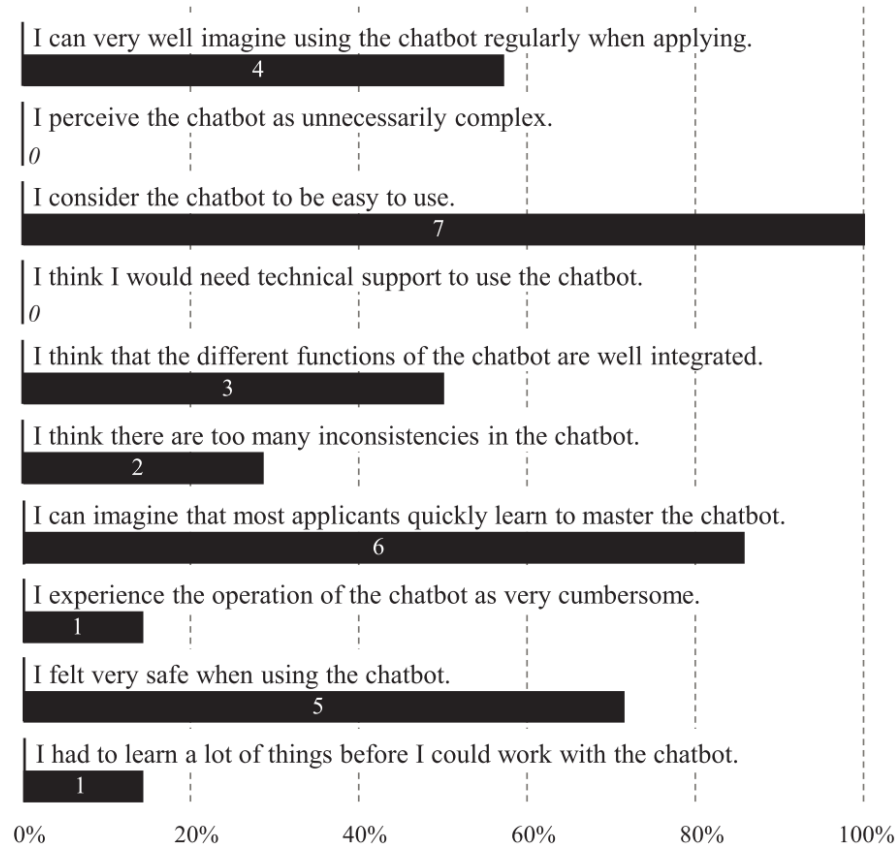 I can very well imagine using the chatbot regularly when applying.
4
I perceive the chatbot as unnecessarily complex.
0
I consider the chatbot to be easy to use.
7
I think I would need technical support to use the chatbot.
0
I think that the different functions of the chatbot are well integrated.
3
I think there are too many inconsistencies in the chatbot.
2
I can imagine that most applicants quickly learn to master the chatbot.
6
I experience the operation of the chatbot as very cumbersome.
1
I felt very safe when using the chatbot.
5
I had to learn a lot of things before I could work with the chatbot.
1
0% 20% 40% 60% 80% 100%